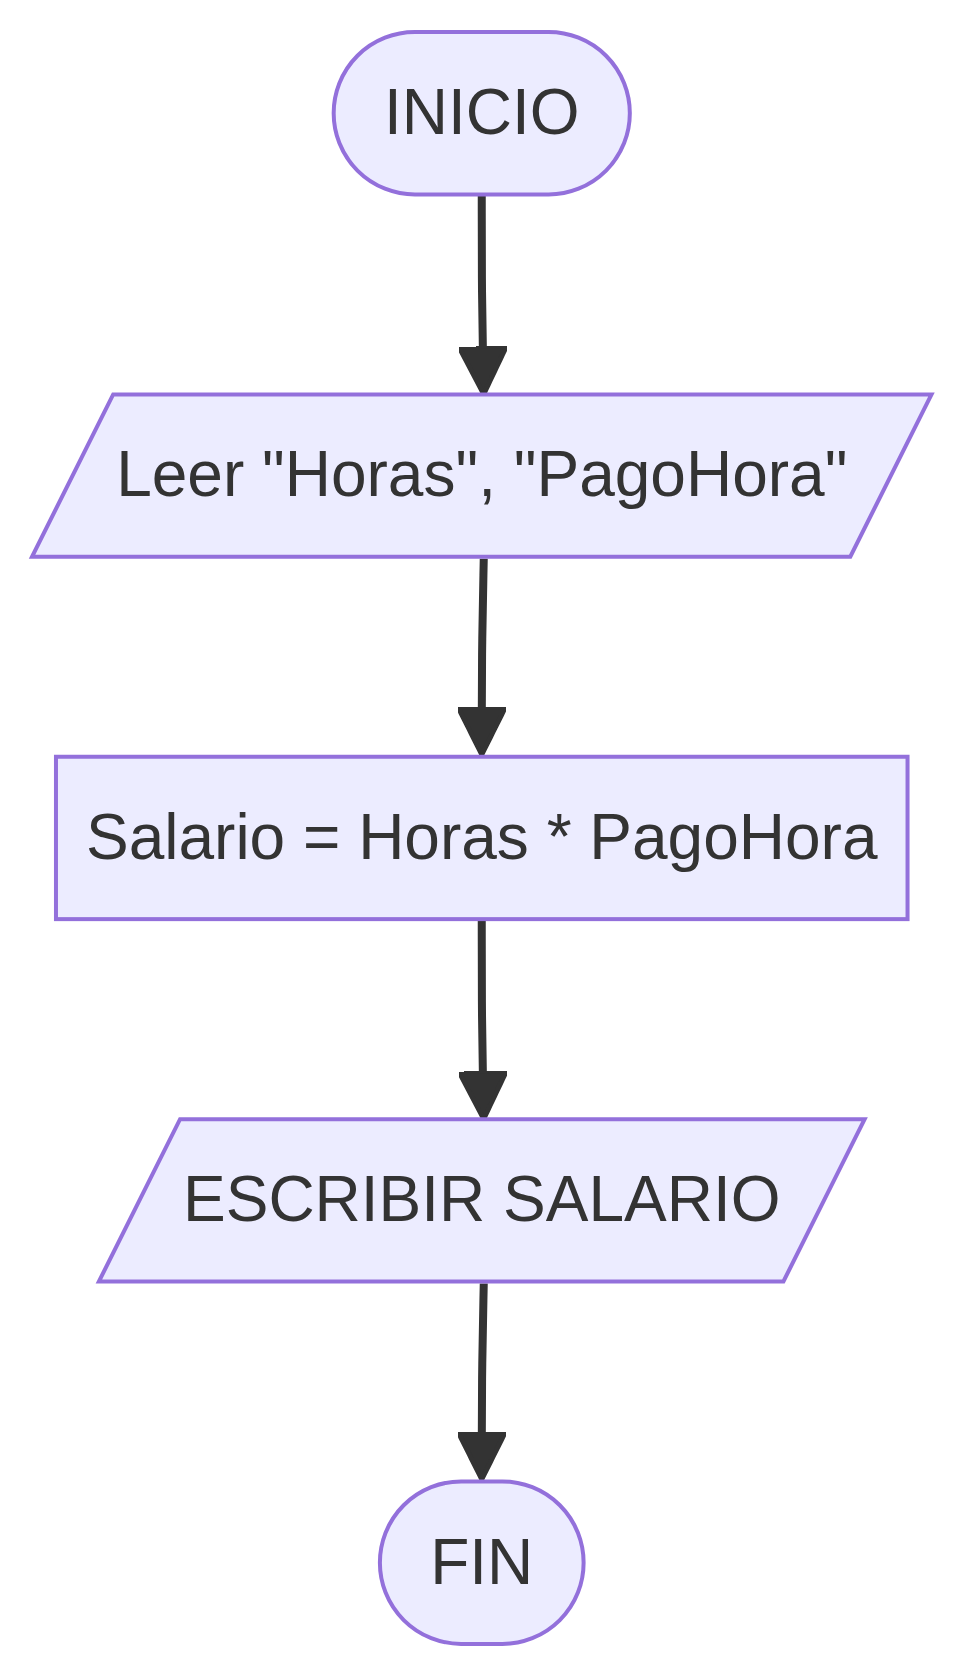 INICIO
Leer "Horas", "PagoHora"
Salario = Horas * PagoHora
ESCRIBIR SALARIO
FIN